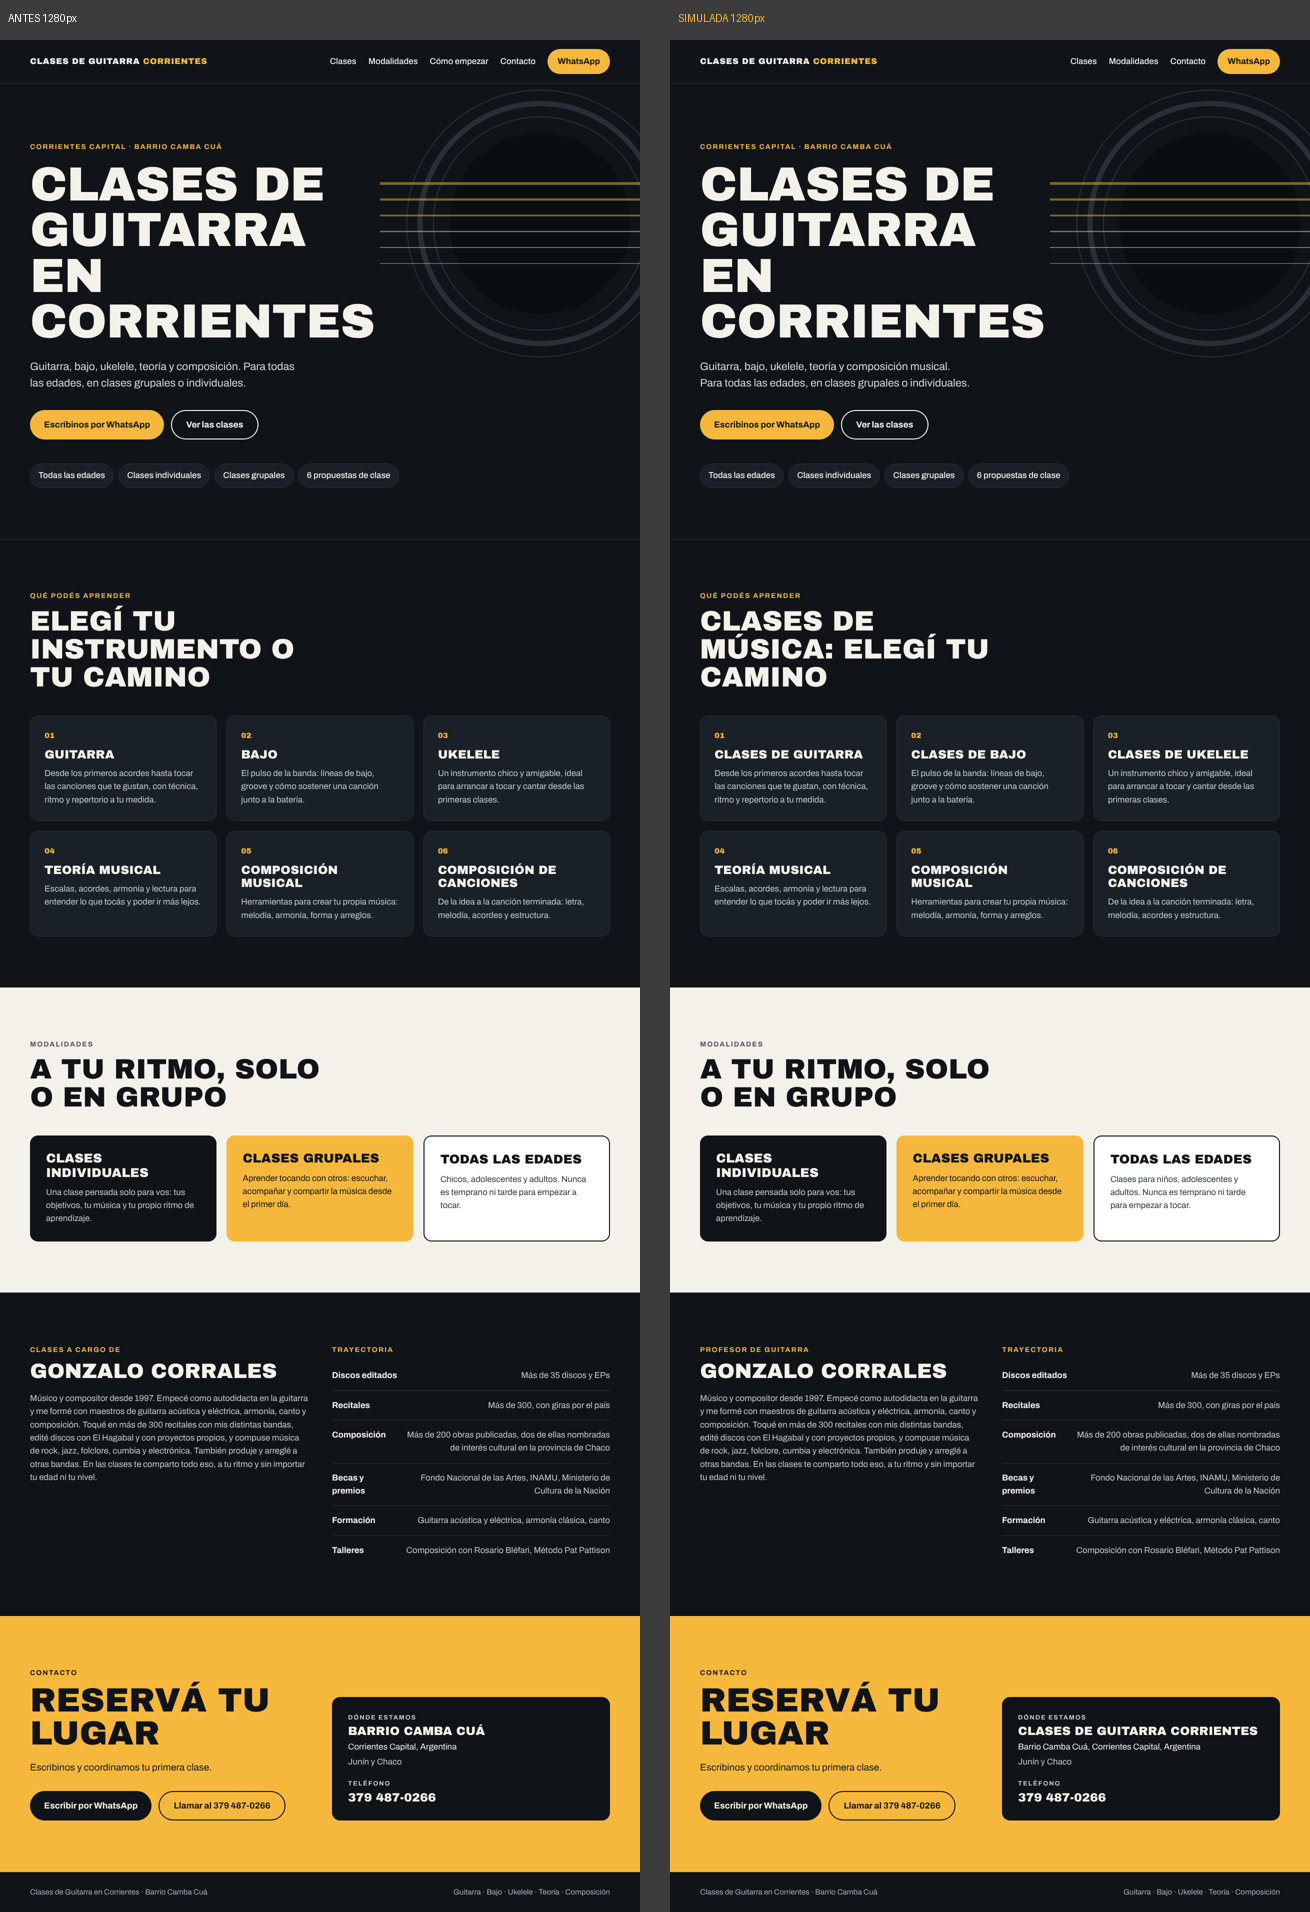 ANTES 1280px
CLASES DE GUITARRA CORRIENTES
Clases Modalidades Cómo empezar Contacto WhatsApp
CORRIENTES CAPITAL · BARRIO CAMBA CUÁ
CLASES DE
GUITARRA
EN
CORRIENTES
Guitarra, bajo, ukelele, teoría y composición. Para todas
las edades, en clases grupales o individuales.
Escribinos por WhatsApp Ver las clases
Todas las edades Clases individuales Clases grupales 6 propuestas de clase
QUÉ PODÉS APRENDER
ELEGÍ TU
INSTRUMENTO O
TU CAMINO
01
GUITARRA
Desde los primeros acordes hasta tocar
las canciones que te gustan, con técnica,
ritmo y repertorio a tu medida.
02
BAJO
El pulso de la banda: líneas de bajo,
groove y cómo sostener una canción
junto a la batería.
03
UKELELE
Un instrumento chico y amigable, ideal
para arrancar a tocar y cantar desde las
primeras clases.
04
TEORÍA MUSICAL
Escalas, acordes, armonía y lectura para
entender lo que tocás y poder ir más lejos.
05
COMPOSICIÓN
MUSICAL
Herramientas para crear tu propia música:
melodía, armonía, forma y arreglos.
06
COMPOSICIÓN DE
CANCIONES
De la idea a la canción terminada: letra,
melodía, acordes y estructura.
MODALIDADES
A TU RITMO, SOLO
O EN GRUPO
CLASES
INDIVIDUALES
Una clase pensada solo para vos: tus
objetivos, tu música y tu propio ritmo de
aprendizaje.
CLASES GRUPALES
Aprender tocando con otros: escuchar,
acompañar y compartir la música desde
el primer día.
TODAS LAS EDADES
Chicos, adolescentes y adultos. Nunca
es temprano ni tarde para empezar a
tocar.
CLASES A CARGO DE
GONZALO CORRALES
Músico y compositor desde 1997. Empecé como autodidacta en la guitarra
y me formé con maestros de guitarra acústica y eléctrica, armonía, canto y
composición. Toqué en más de 300 recitales con mis distintas bandas,
edité discos con El Hagabal y con proyectos propios, y compuse música
de rock, jazz, folclore, cumbia y electrónica. También produje y arreglé a
otras bandas. En las clases te comparto todo eso, a tu ritmo y sin importar
tu edad ni tu nivel.
TRAYECTORIA
Discos editados Más de 35 discos y EPs
Recitales Más de 300, con giras por el país
Composición Más de 200 obras publicadas, dos de ellas nombradas
de interés cultural en la provincia de Chaco
Becas y Fondo Nacional de las Artes, INAMU, Ministerio de
premios Cultura de la Nación
Formación Guitarra acústica y eléctrica, armonía clásica, canto
Talleres Composición con Rosario Bléfari, Método Pat Pattison
CONTACTO
RESERVÁ TU
LUGAR
Escribinos y coordinamos tu primera clase.
Escribir por WhatsApp Llamar al 379 487-0266
DÓNDE ESTAMOS
BARRIO CAMBA CUÁ
Corrientes Capital, Argentina
Junín y Chaco
TELÉFONO
379 487-0266
Clases de Guitarra en Corrientes · Barrio Camba Cuá
Guitarra · Bajo · Ukelele · Teoría · Composición
SIMULADA 1280px
CLASES DE GUITARRA CORRIENTES
Clases Modalidades Contacto WhatsApp
CORRIENTES CAPITAL · BARRIO CAMBA CUÁ
CLASES DE
GUITARRA
EN
CORRIENTES
Guitarra, bajo, ukelele, teoría y composición musical.
Para todas las edades, en clases grupales o individuales.
Escribinos por WhatsApp Ver las clases
Todas las edades Clases individuales Clases grupales 6 propuestas de clase
QUÉ PODÉS APRENDER
CLASES DE
MÚSICA: ELEGÍ TU
CAMINO
01
CLASES DE GUITARRA
Desde los primeros acordes hasta tocar
las canciones que te gustan, con técnica,
ritmo y repertorio a tu medida.
02
CLASES DE BAJO
El pulso de la banda: líneas de bajo,
groove y cómo sostener una canción
junto a la batería.
03
CLASES DE UKELELE
Un instrumento chico y amigable, ideal
para arrancar a tocar y cantar desde las
primeras clases.
04
TEORÍA MUSICAL
Escalas, acordes, armonía y lectura para
entender lo que tocás y poder ir más lejos.
05
COMPOSICIÓN
MUSICAL
Herramientas para crear tu propia música:
melodía, armonía, forma y arreglos.
06
COMPOSICIÓN DE
CANCIONES
De la idea a la canción terminada: letra,
melodía, acordes y estructura.
MODALIDADES
A TU RITMO, SOLO
O EN GRUPO
CLASES
INDIVIDUALES
Una clase pensada solo para vos: tus
objetivos, tu música y tu propio ritmo de
aprendizaje.
CLASES GRUPALES
Aprender tocando con otros: escuchar,
acompañar y compartir la música desde
el primer día.
TODAS LAS EDADES
Clases para niños, adolescentes y
adultos. Nunca es temprano ni tarde
para empezar a tocar.
PROFESOR DE GUITARRA
GONZALO CORRALES
Músico y compositor desde 1997. Empecé como autodidacta en la guitarra
y me formé con maestros de guitarra acústica y eléctrica, armonía, canto y
composición. Toqué en más de 300 recitales con mis distintas bandas,
edité discos con El Hagabal y con proyectos propios, y compuse música
de rock, jazz, folclore, cumbia y electrónica. También produje y arreglé a
otras bandas. En las clases te comparto todo eso, a tu ritmo y sin importar
tu edad ni tu nivel.
TRAYECTORIA
Discos editados Más de 35 discos y EPs
Recitales Más de 300, con giras por el país
Composición Más de 200 obras publicadas, dos de ellas nombradas
de interés cultural en la provincia de Chaco
Becas y Fondo Nacional de las Artes, INAMU, Ministerio de
premios Cultura de la Nación
Formación Guitarra acústica y eléctrica, armonía clásica, canto
Talleres Composición con Rosario Bléfari, Método Pat Pattison
CONTACTO
RESERVÁ TU
LUGAR
Escribinos y coordinamos tu primera clase.
Escribir por WhatsApp Llamar al 379 487-0266
DÓNDE ESTAMOS
CLASES DE GUITARRA CORRIENTES
Barrio Camba Cuá, Corrientes Capital, Argentina
Junín y Chaco
TELÉFONO
379 487-0266
Clases de Guitarra en Corrientes · Barrio Camba Cuá
Guitarra · Bajo · Ukelele · Teoría · Composición